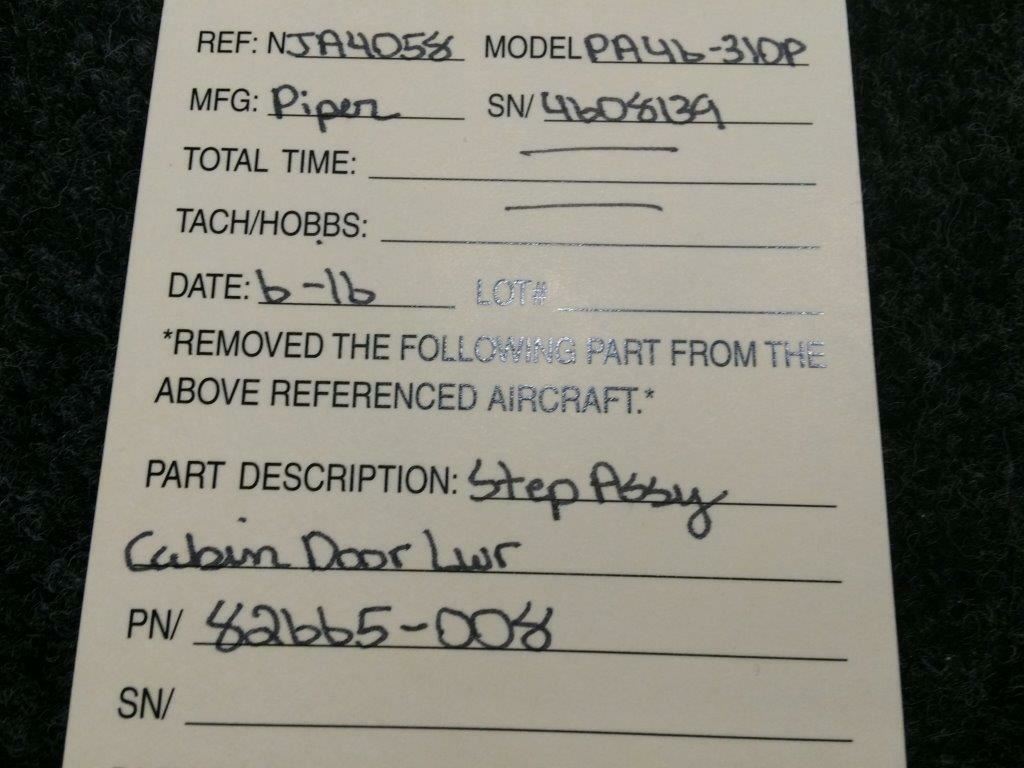 REF: NJA4058 MODEL PA46-310P
MFG: Piper SN/ 4608139
TOTAL TIME: —
TACH/HOBBS: —
DATE: 6-16 LOT#
*REMOVED THE FOLLOWING PART FROM THE
ABOVE REFERENCED AIRCRAFT.*
PART DESCRIPTION: Step Assy
Cabin Door Lwr
PN/ 82665-008
SN/